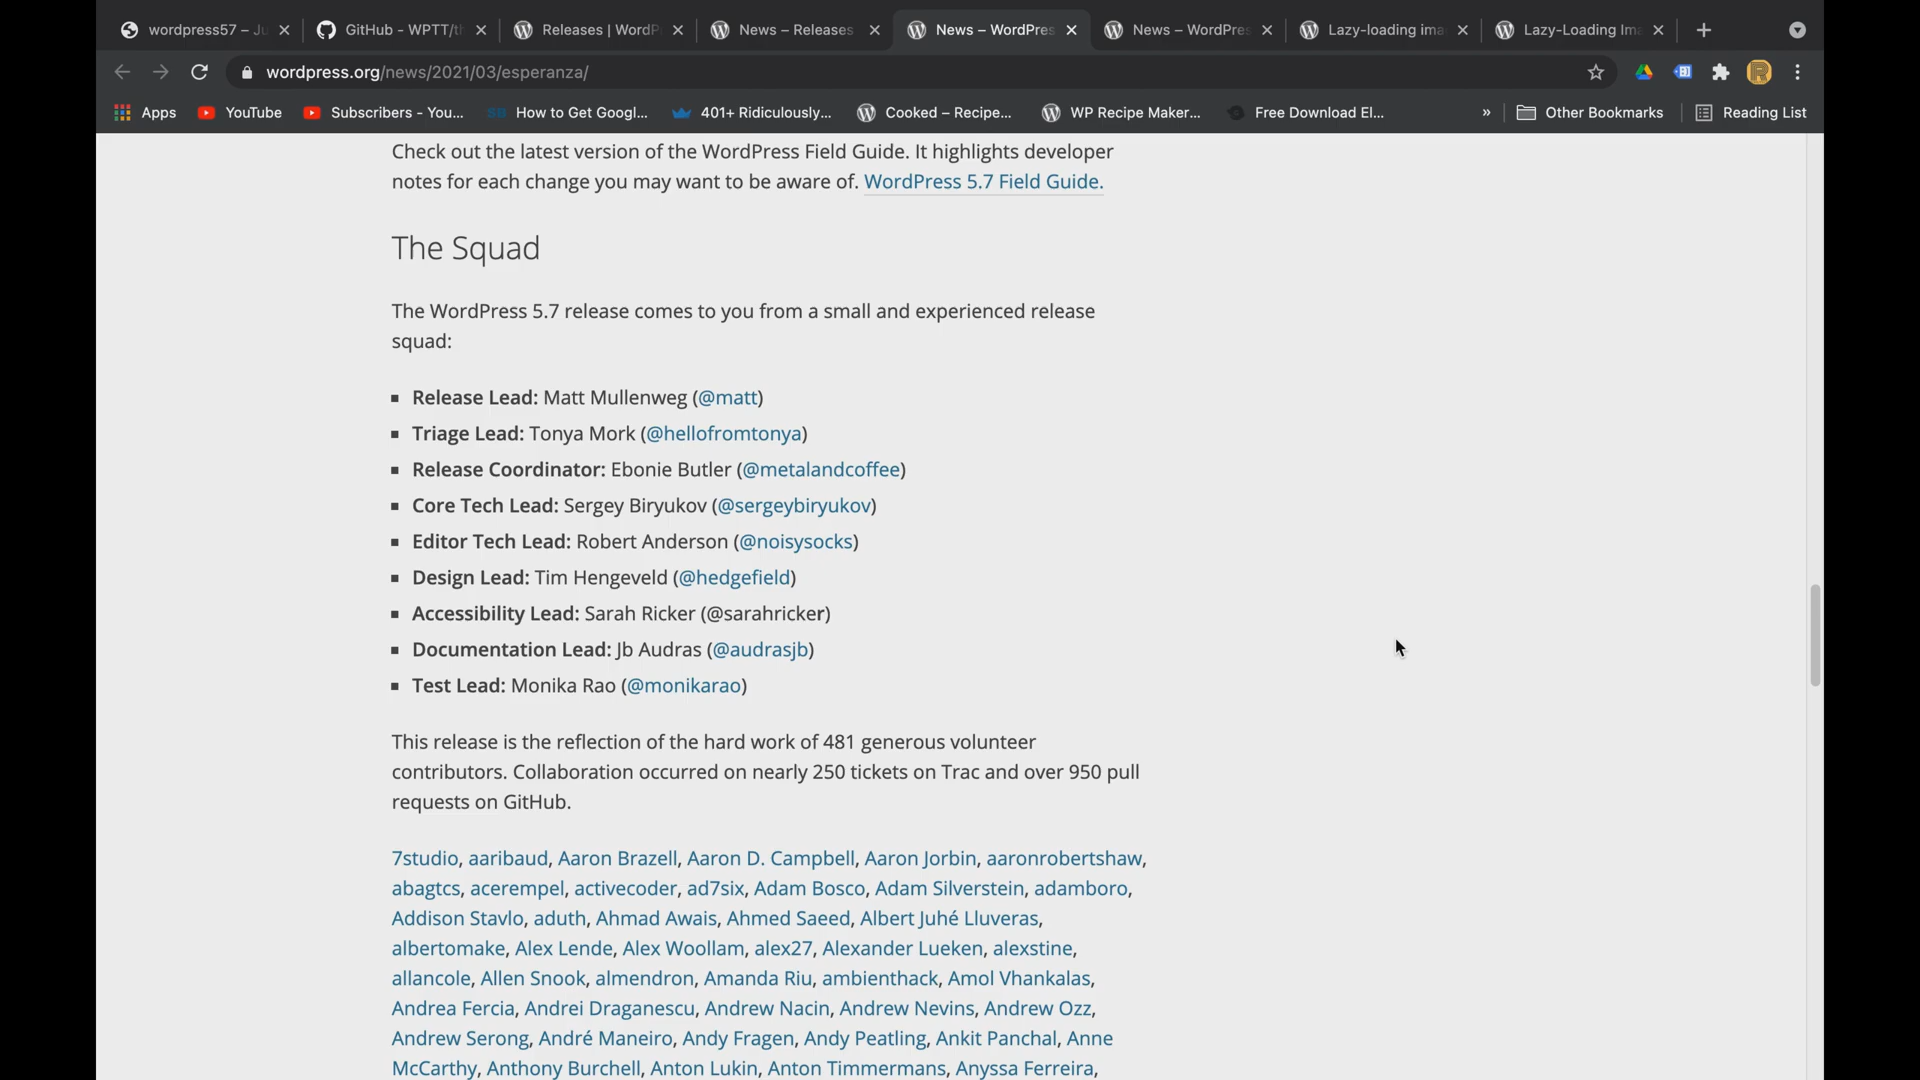 wordpress57 – Ju
GitHub - WPTT/th
Releases | WordP
News – Releases
News – WordPres
News – WordPre
Lazy-loading ima
Lazy-Loading Im
wordpress.org/news/2021/03/esperanza/
Apps
YouTube
Subscribers - You...
How to Get Googl...
401+ Ridiculously...
Cooked – Recipe...
WP Recipe Maker...
Free Download El...
»
Other Bookmarks
Reading List
Check out the latest version of the WordPress Field Guide. It highlights developer
notes for each change you may want to be aware of. WordPress 5.7 Field Guide.
The Squad
The WordPress 5.7 release comes to you from a small and experienced release
squad:
Release Lead: Matt Mullenweg (@matt)
Triage Lead: Tonya Mork (@hellofromtonya)
Release Coordinator: Ebonie Butler (@metalandcoffee)
Core Tech Lead: Sergey Biryukov (@sergeybiryukov)
Editor Tech Lead: Robert Anderson (@noisysocks)
Design Lead: Tim Hengeveld (@hedgefield)
Accessibility Lead: Sarah Ricker (@sarahricker)
Documentation Lead: Jb Audras (@audrasjb)
Test Lead: Monika Rao (@monikarao)
This release is the reflection of the hard work of 481 generous volunteer
contributors. Collaboration occurred on nearly 250 tickets on Trac and over 950 pull
requests on GitHub.
7studio, aaribaud, Aaron Brazell, Aaron D. Campbell, Aaron Jorbin, aaronrobertshaw,
abagtcs, acerempel, activecoder, ad7six, Adam Bosco, Adam Silverstein, adamboro,
Addison Stavlo, aduth, Ahmad Awais, Ahmed Saeed, Albert Juhé Lluveras,
albertomake, Alex Lende, Alex Woollam, alex27, Alexander Lueken, alexstine,
allancole, Allen Snook, almendron, Amanda Riu, ambienthack, Amol Vhankalas,
Andrea Fercia, Andrei Draganescu, Andrew Nacin, Andrew Nevins, Andrew Ozz,
Andrew Serong, André Maneiro, Andy Fragen, Andy Peatling, Ankit Panchal, Anne
McCarthy, Anthony Burchell, Anton Lukin, Anton Timmermans, Anyssa Ferreira,